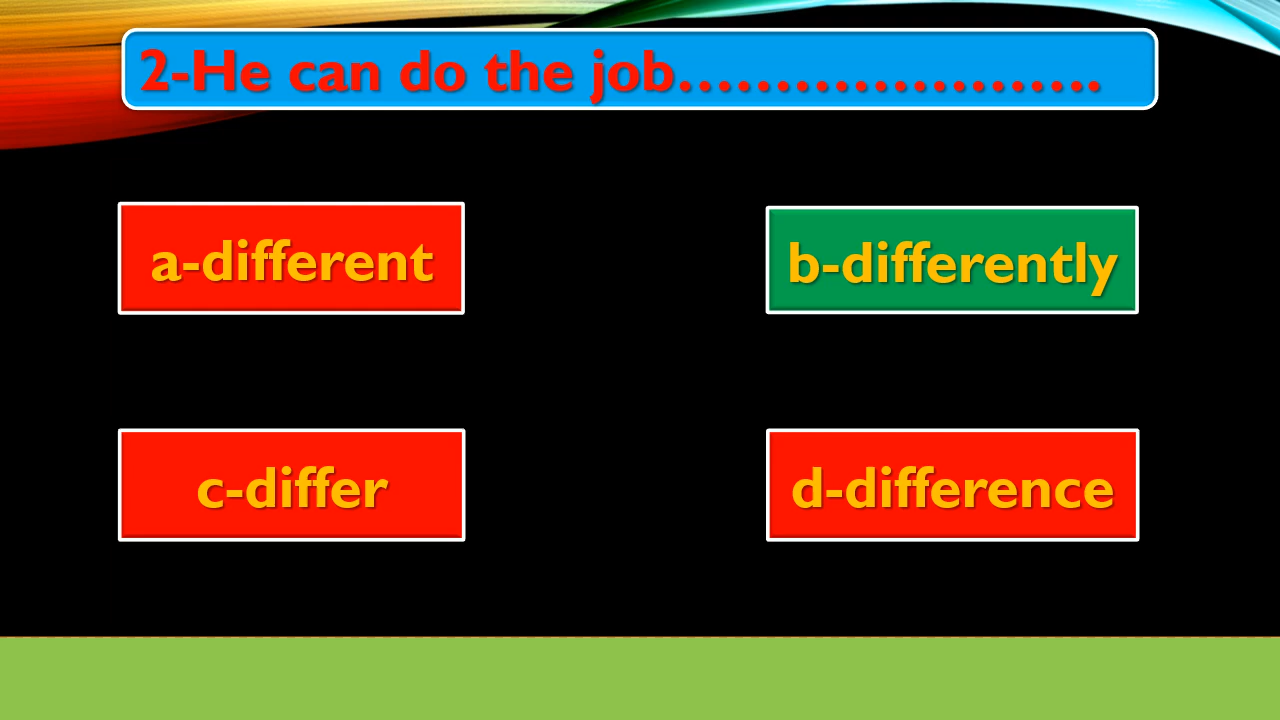 2-He can do the job......................
a-different
b-differently
c-differ
d-difference